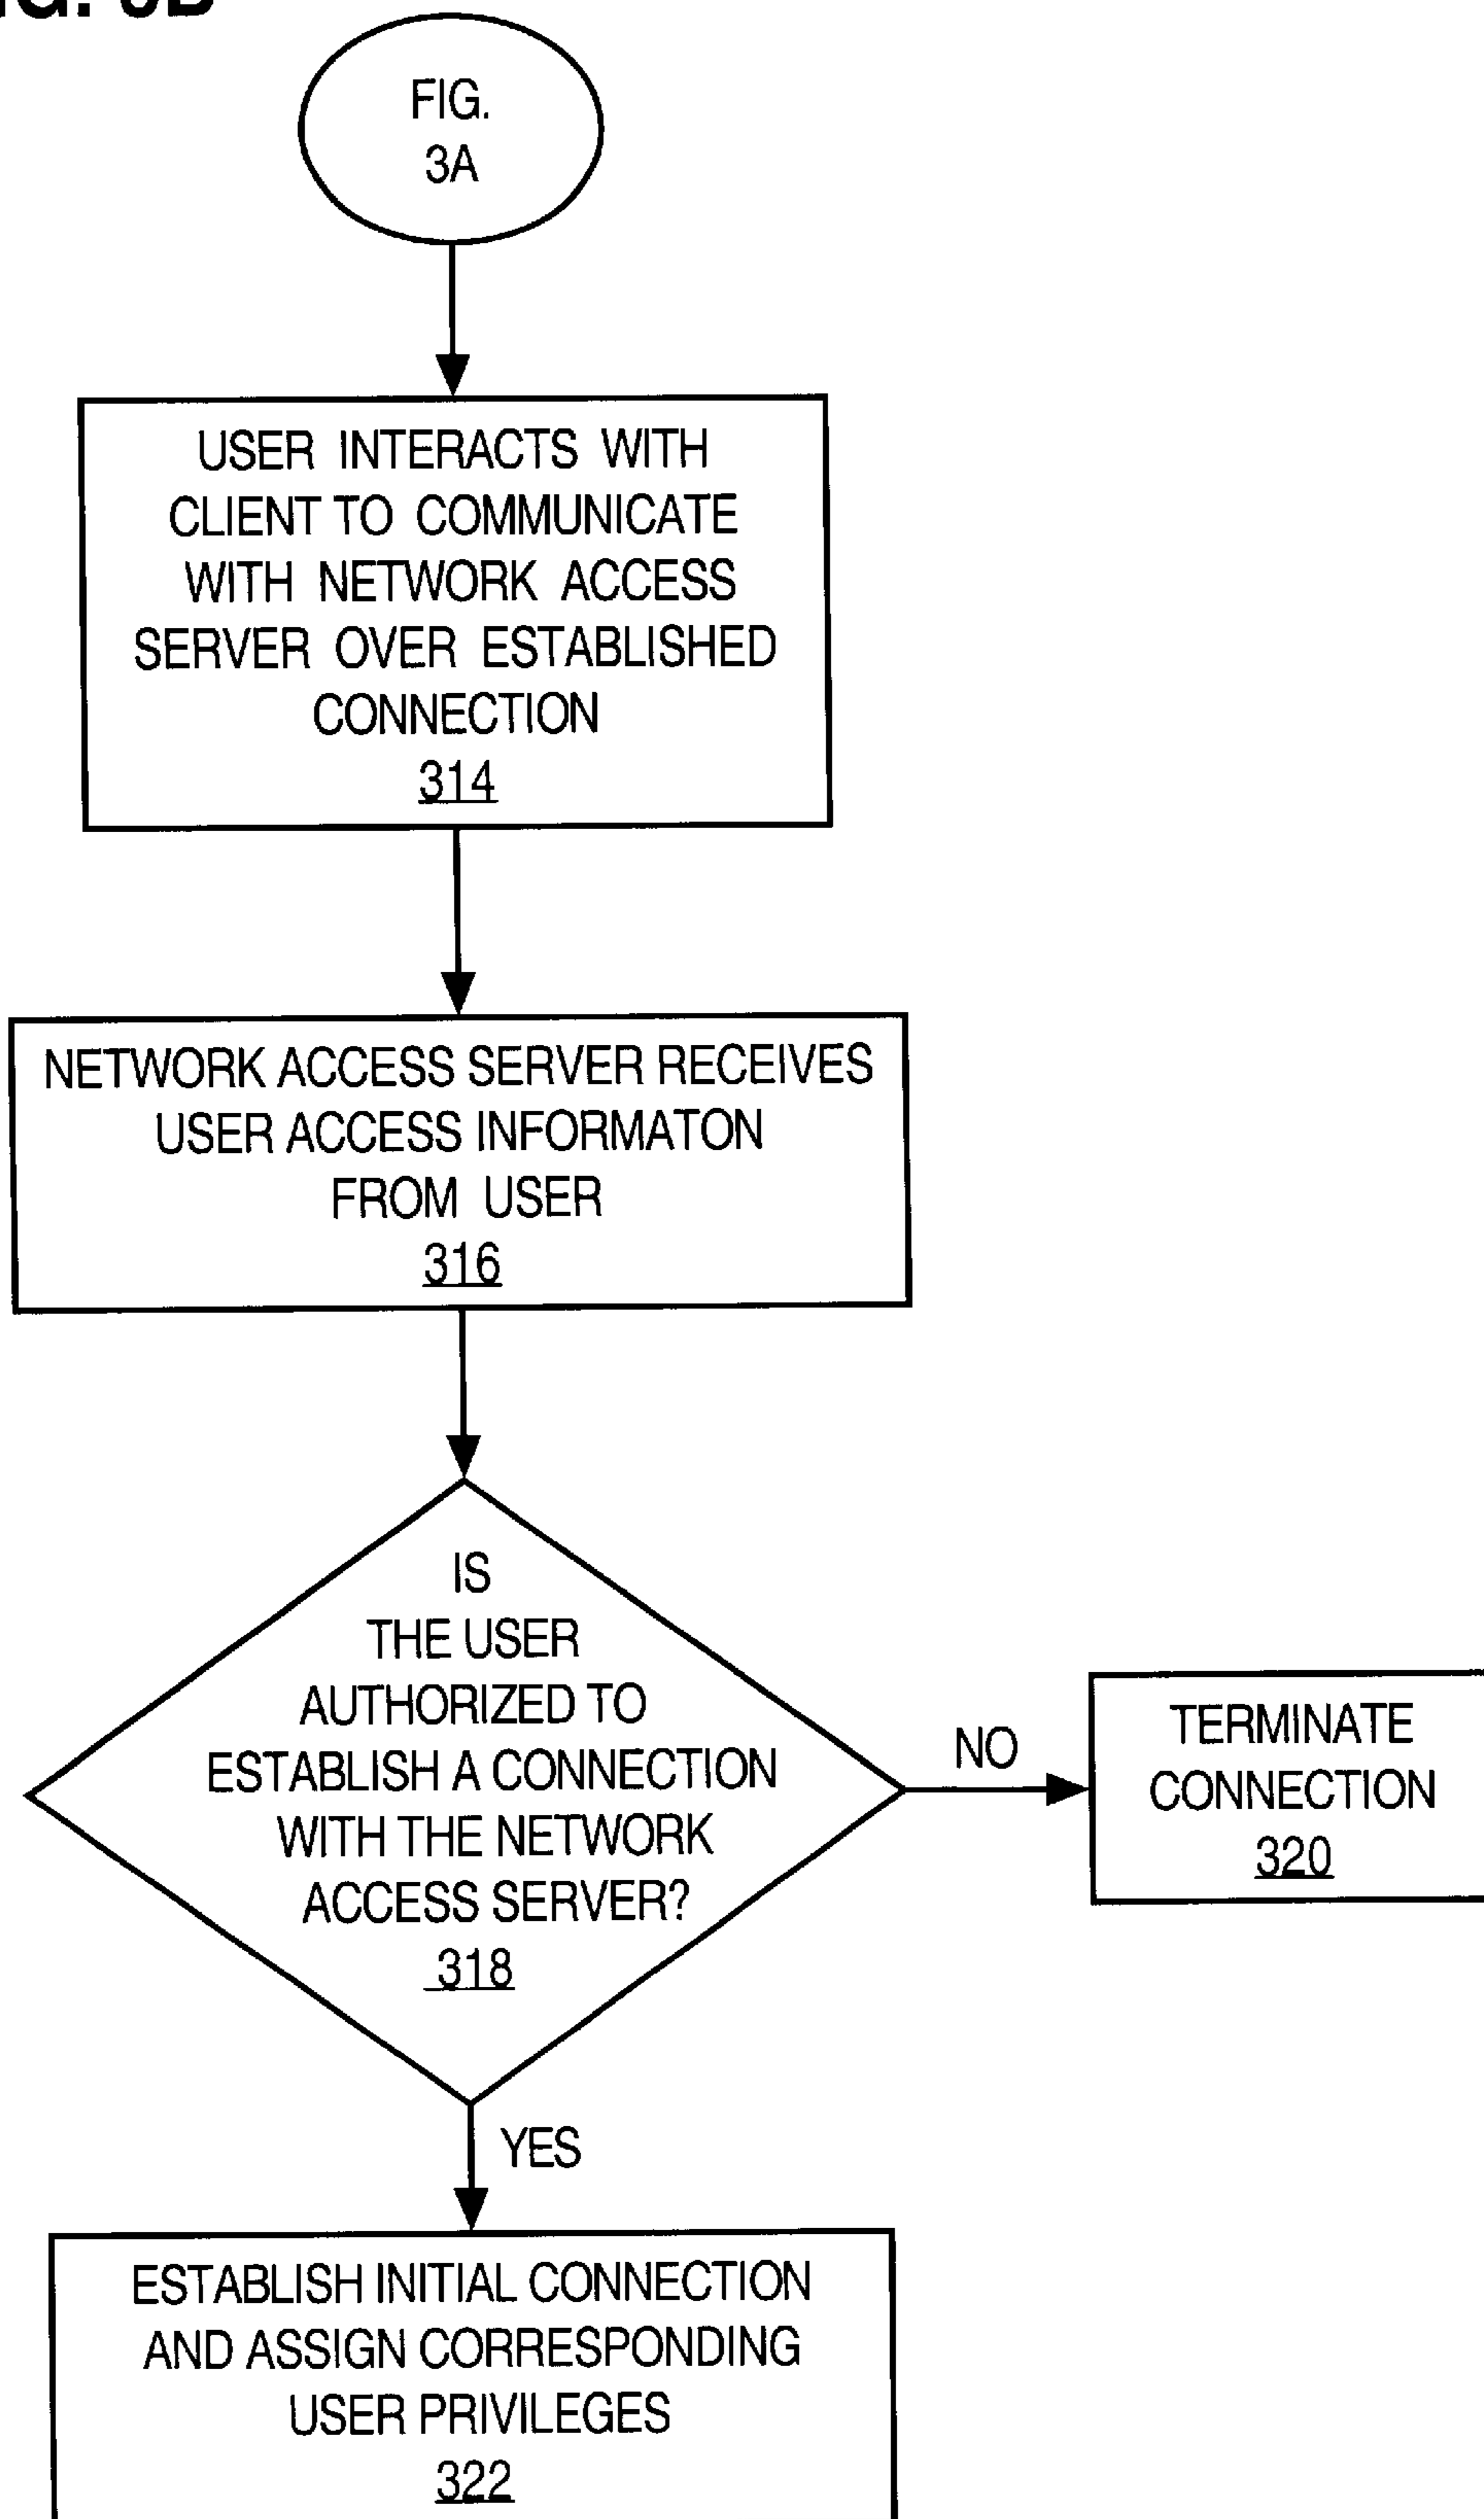 FIG.
3A
USER INTERACTS WITH
CLIENT TO COMMUNICATE
WITH NETWORK ACCESS
SERVER OVER ESTABLISHED
CONNECTION
314
NETWORK ACCESS SERVER RECEIVES
USER ACCESS INFORMATON
FROM USER
316
IS
THE USER
AUTHORIZED TO
ESTABLISH A CONNECTION
WITH THE NETWORK
ACCESS SERVER?
318
NO
TERMINATE
CONNECTION
320
YES
ESTABLISH INITIAL CONNECTION
AND ASSIGN CORRESPONDING
USER PRIVILEGES
322